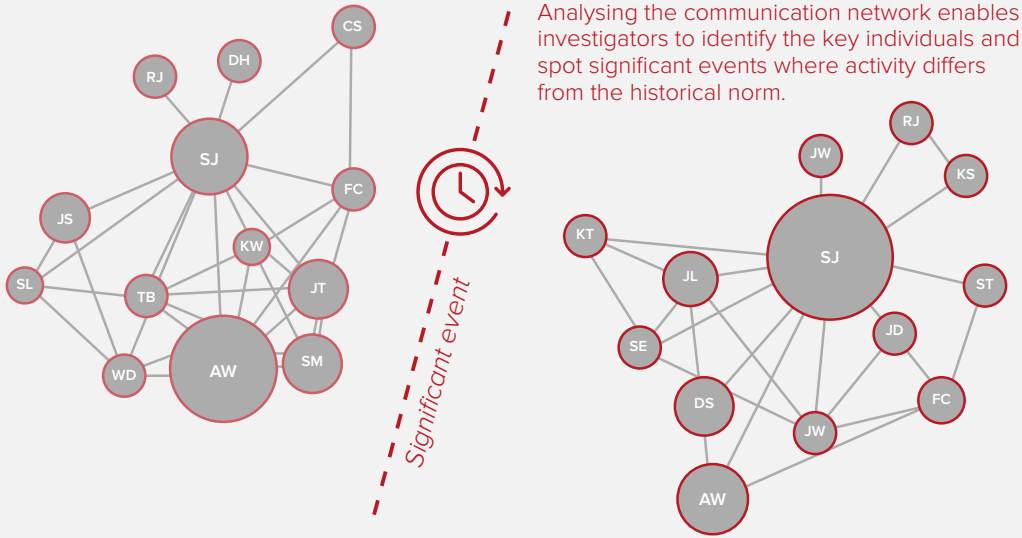 Analysing the communication network enables
investigators to identify the key individuals and
spot significant events where activity differs
from the historical norm.
CS
DH
RJ
SJ
FC
JS
KW
SL
TB
JT
SM
AW
WD
Significant event
RJ
JW
KS
KT
SJ
JL
ST
JD
SE
DS
FC
JW
AW